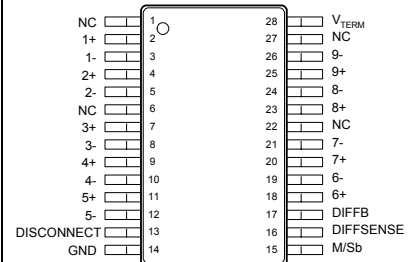 NC 1 28 V_TERM
1+ 2 27 NC
1- 3 26 9-
2+ 4 25 9+
2- 5 24 8-
NC 6 23 8+
3+ 7 22 NC
3- 8 21 7-
4+ 9 20 7+
4- 10 19 6-
5+ 11 18 6+
5- 12 17 DIFFB
DISCONNECT 13 16 DIFFSENSE
GND 14 15 M/Sb